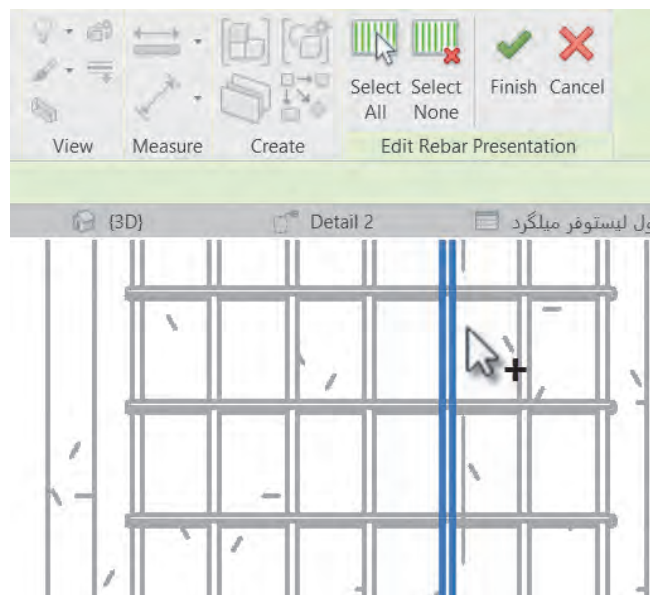 Select Select Finish Cancel
All None
View Measure Create Edit Rebar Presentation
{3D} Detail 2 ول لیستوفر میلگرد